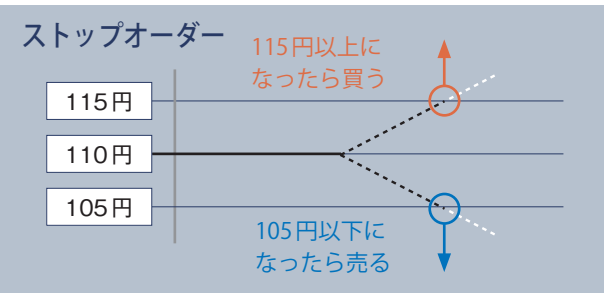 ストップオーダー
115円以上に
なったら買う
115円
110円
105円
105円以下に
なったら売る